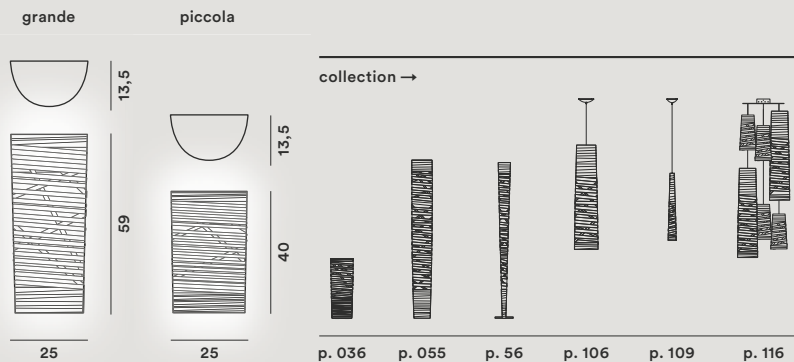 grande
piccola
13,5
59
25
13,5
40
25
collection →
p. 036
p. 055
p. 56
p. 106
p. 109
p. 116